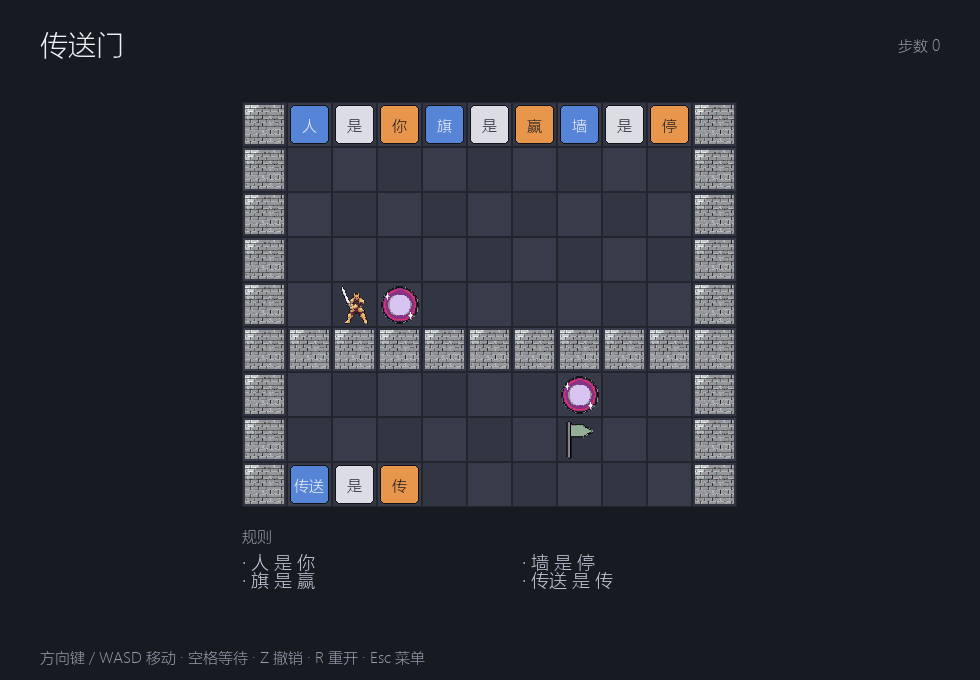 传送门
步数 0
人 是 你 旗 是 赢 墙 是 停
传送 是 传
规则
· 人 是 你
· 墙 是 停
· 旗 是 赢
· 传送 是 传
方向键 / WASD 移动 · 空格等待 · Z 撤销 · R 重开 · Esc 菜单